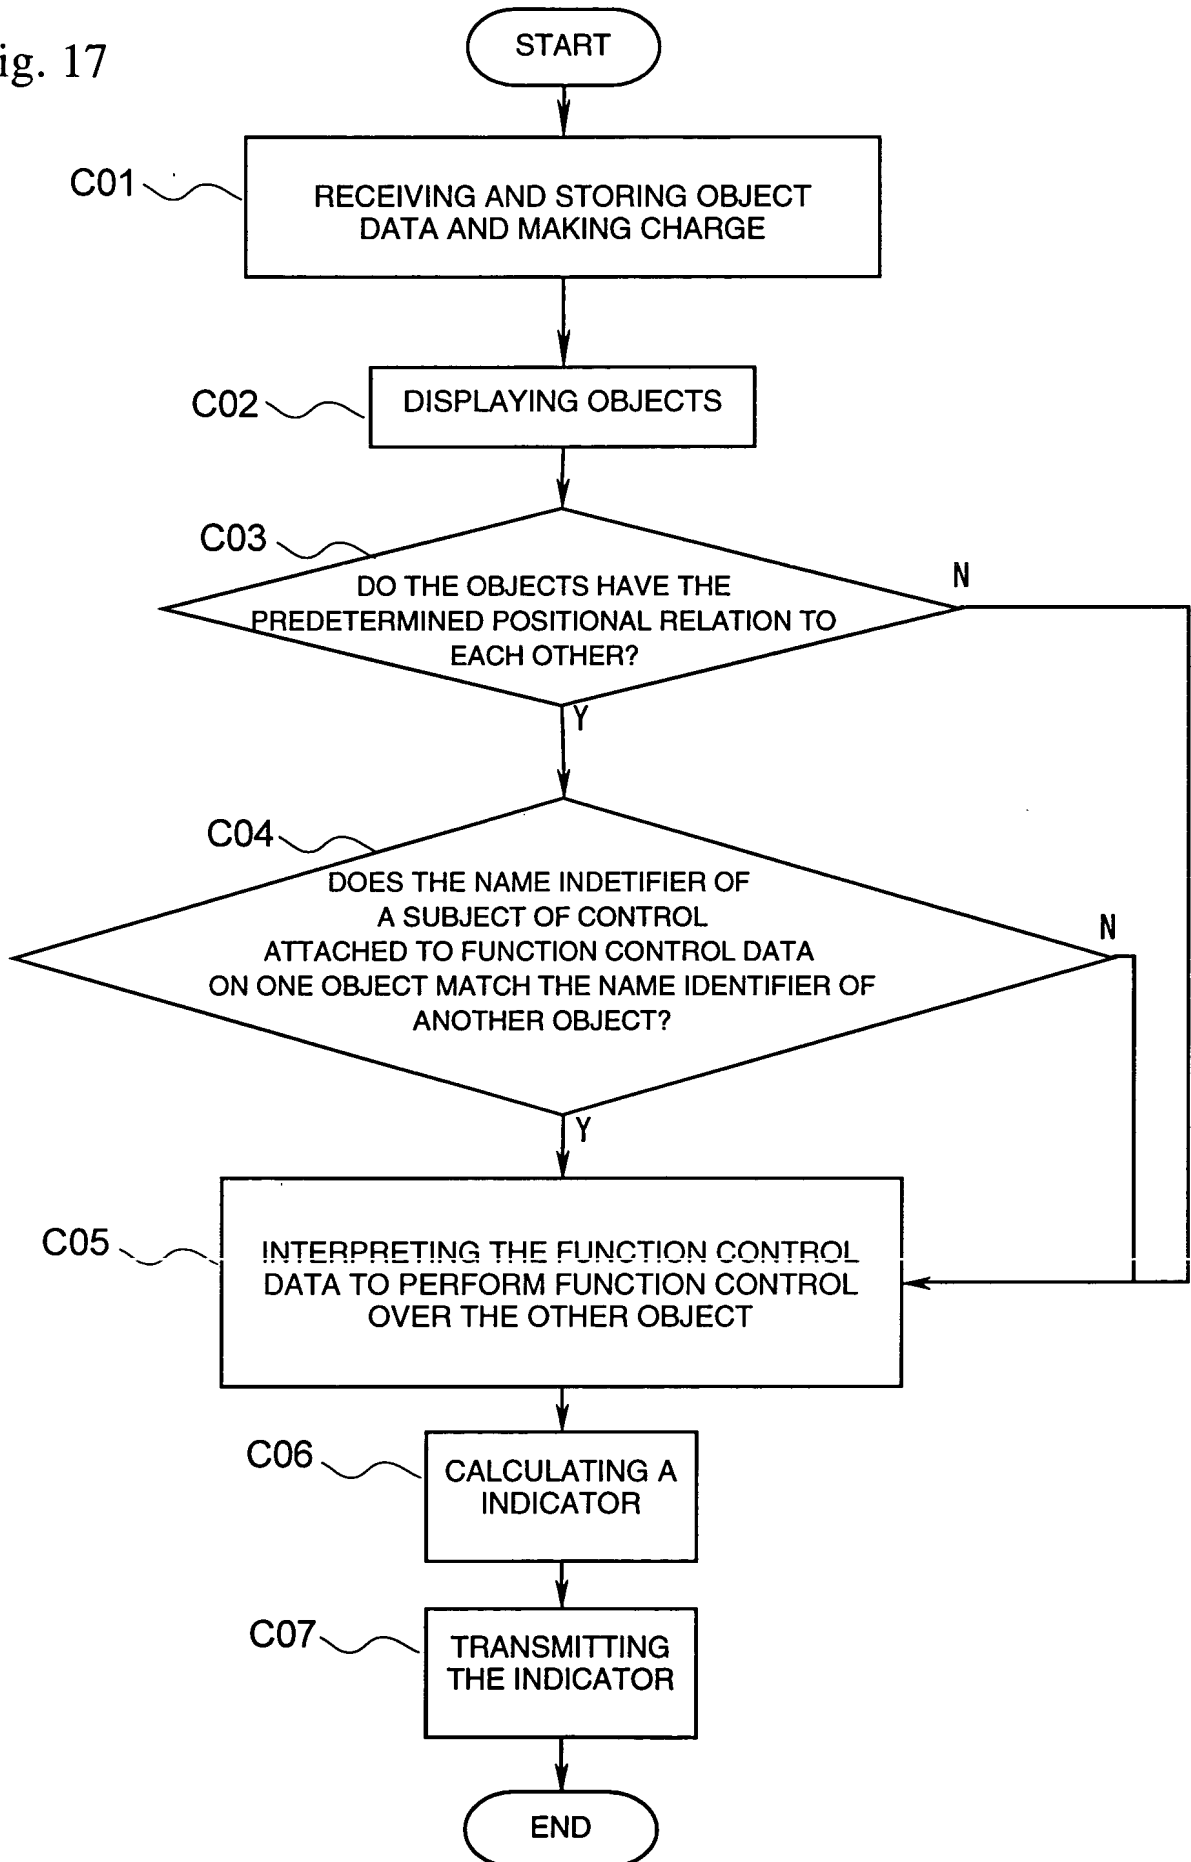 ig. 17
START
C01
RECEIVING AND STORING OBJECT
DATA AND MAKING CHARGE
C02
DISPLAYING OBJECTS
C03
DO THE OBJECTS HAVE THE
PREDETERMINED POSITIONAL RELATION TO
EACH OTHER?
N
Y
C04
DOES THE NAME INDETIFIER OF
A SUBJECT OF CONTROL
ATTACHED TO FUNCTION CONTROL DATA
ON ONE OBJECT MATCH THE NAME IDENTIFIER OF
ANOTHER OBJECT?
N
Y
C05
INTERPRETING THE FUNCTION CONTROL
DATA TO PERFORM FUNCTION CONTROL
OVER THE OTHER OBJECT
C06
CALCULATING A
INDICATOR
C07
TRANSMITTING
THE INDICATOR
END